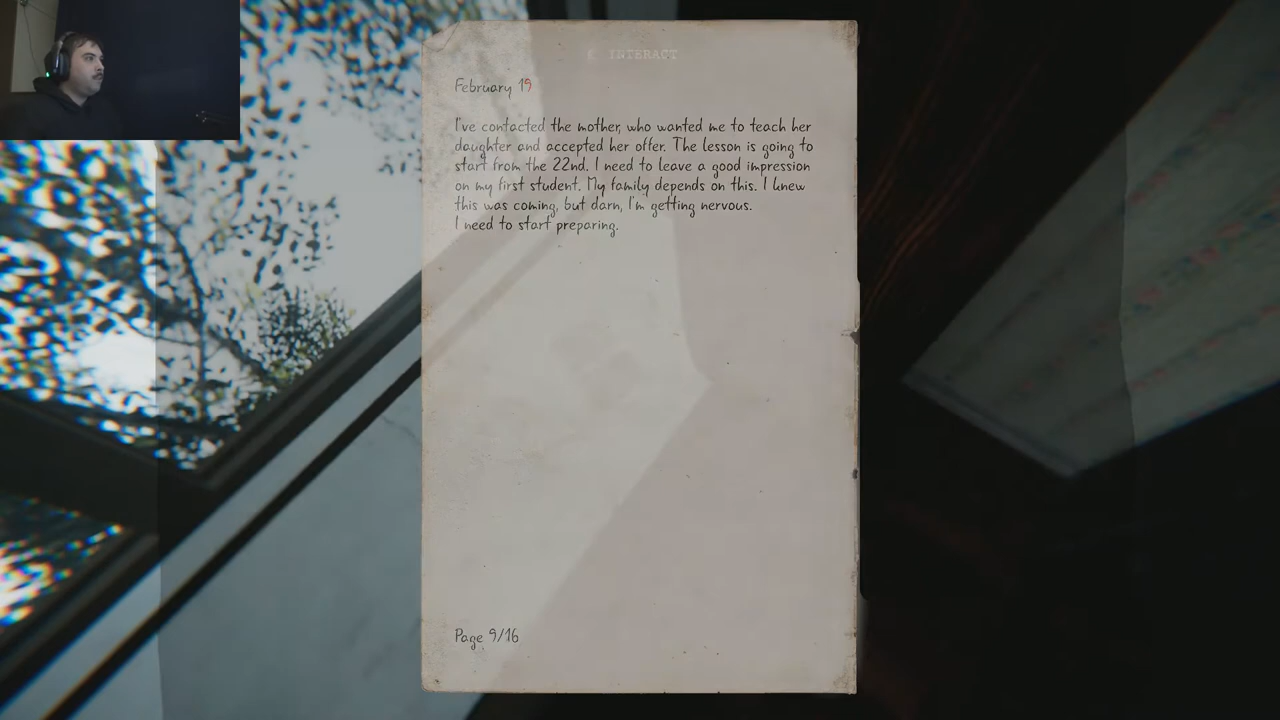 E INTERACT
February 19
I've contacted the mother, who wanted me to teach her
daughter and accepted her offer. The lesson is going to
start from the 22nd. I need to leave a good impression
on my first student. My family depends on this. I knew
this was coming, but darn, I'm getting nervous.
I need to start preparing.
Page 9/16